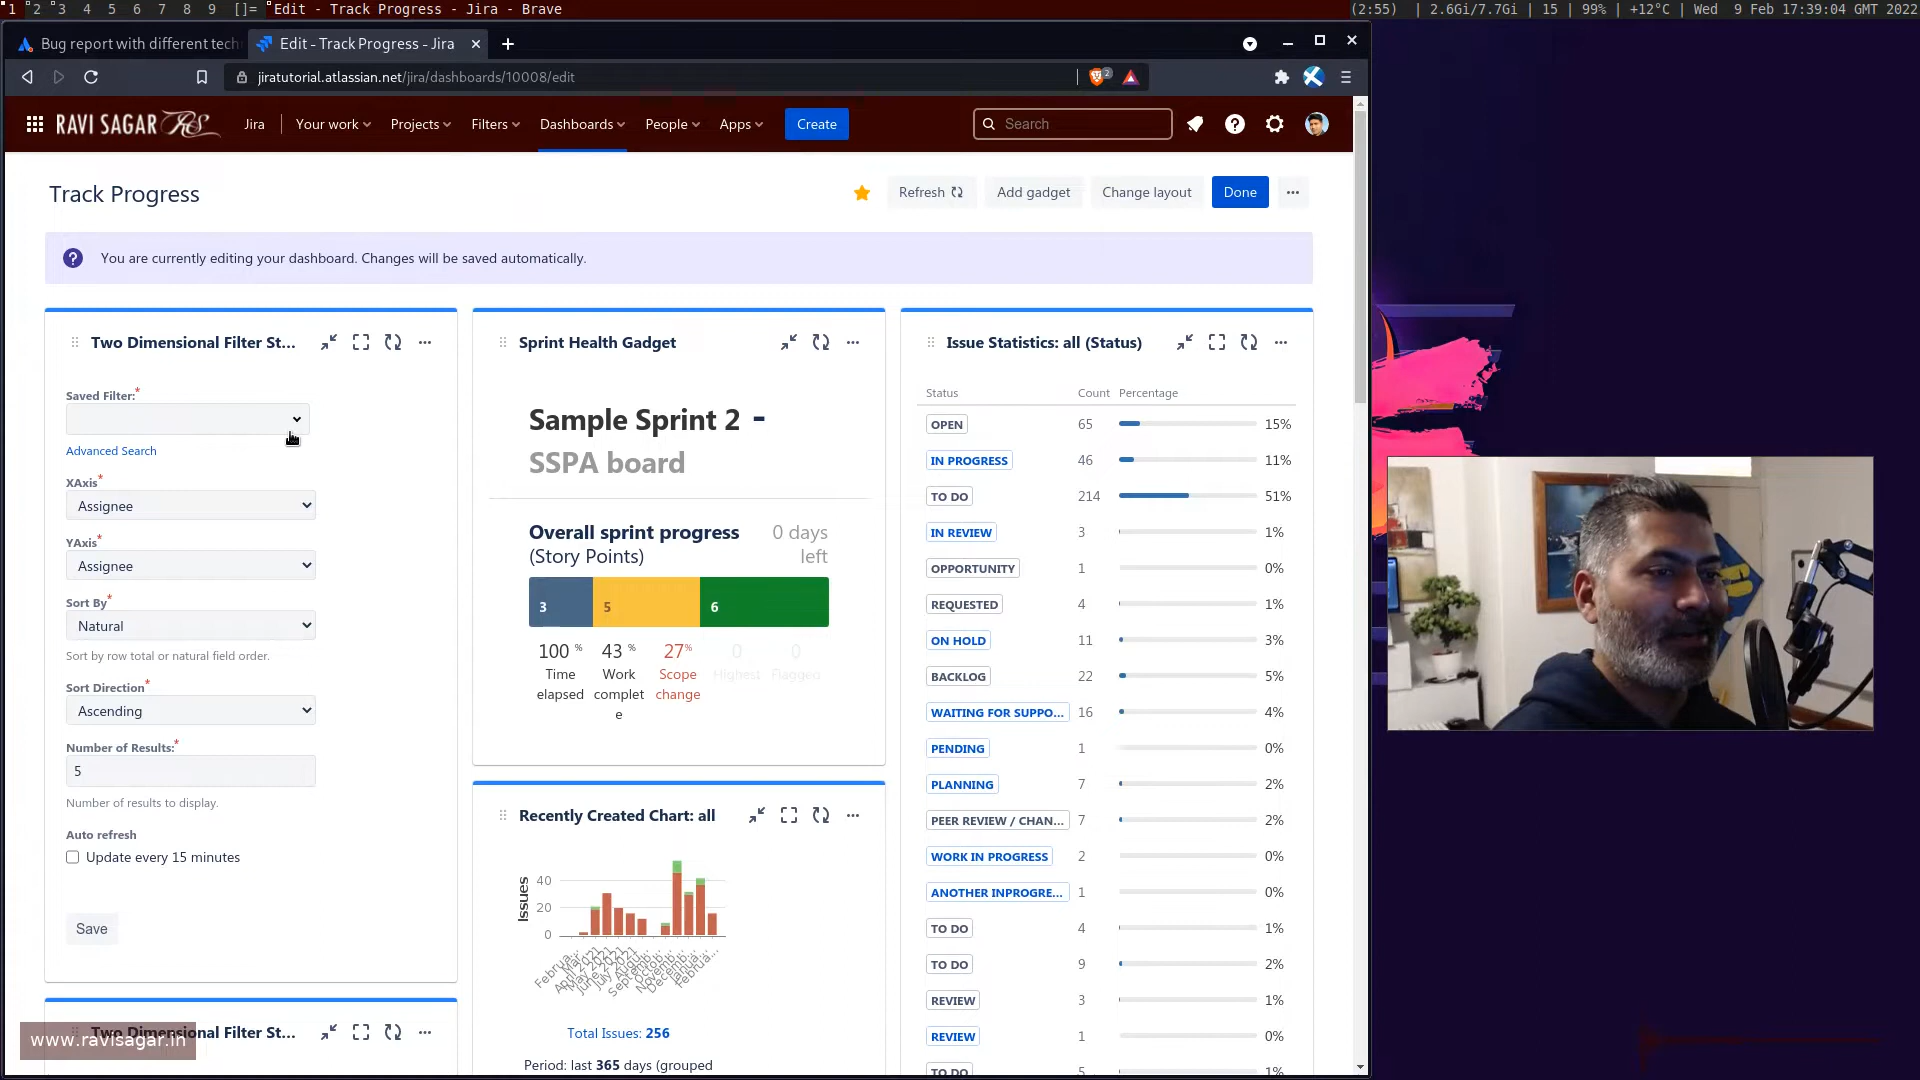 1 2 3 4 5 6 7 8 9 []= Edit - Track Progress - Jira - Brave
(2:55) | 2.6Gi/7.7Gi | 15 | 99% | +12°C | Wed 9 Feb 17:39:04 GMT 2022
Bug report with different tech
Edit - Track Progress - Jira
jiratutorial.atlassian.net/jira/dashboards/10008/edit
2
RAVI SAGAR RS
Jira
Your work
Projects
Filters
Dashboards
People
Apps
Create
Search
Track Progress
Refresh
Add gadget
Change layout
Done
You are currently editing your dashboard. Changes will be saved automatically.
Two Dimensional Filter St...
Saved Filter:*
Advanced Search
XAxis*
Assignee
YAxis*
Assignee
Sort By*
Natural
Sort by row total or natural field order.
Sort Direction*
Ascending
Number of Results:*
5
Number of results to display.
Auto refresh
Update every 15 minutes
Save
Two Dimensional Filter St...
www.ravisagar.in
Sprint Health Gadget
Sample Sprint 2 -
SSPA board
Overall sprint progress
(Story Points)
0 days
left
3 5 6
100 % 43 % 27% 0 0
Time Work Scope Highest Flagged
elapsed complet change
e
Recently Created Chart: all
Issues
40
20
0
Total Issues: 256
Period: last 365 days (grouped
Issue Statistics: all (Status)
Status Count Percentage
OPEN 65 15%
IN PROGRESS 46 11%
TO DO 214 51%
IN REVIEW 3 1%
OPPORTUNITY 1 0%
REQUESTED 4 1%
ON HOLD 11 3%
BACKLOG 22 5%
WAITING FOR SUPPO... 16 4%
PENDING 1 0%
PLANNING 7 2%
PEER REVIEW / CHAN... 7 2%
WORK IN PROGRESS 2 0%
ANOTHER INPROGRE... 1 0%
TO DO 4 1%
TO DO 9 2%
REVIEW 3 1%
REVIEW 1 0%
TO DO 5 1%